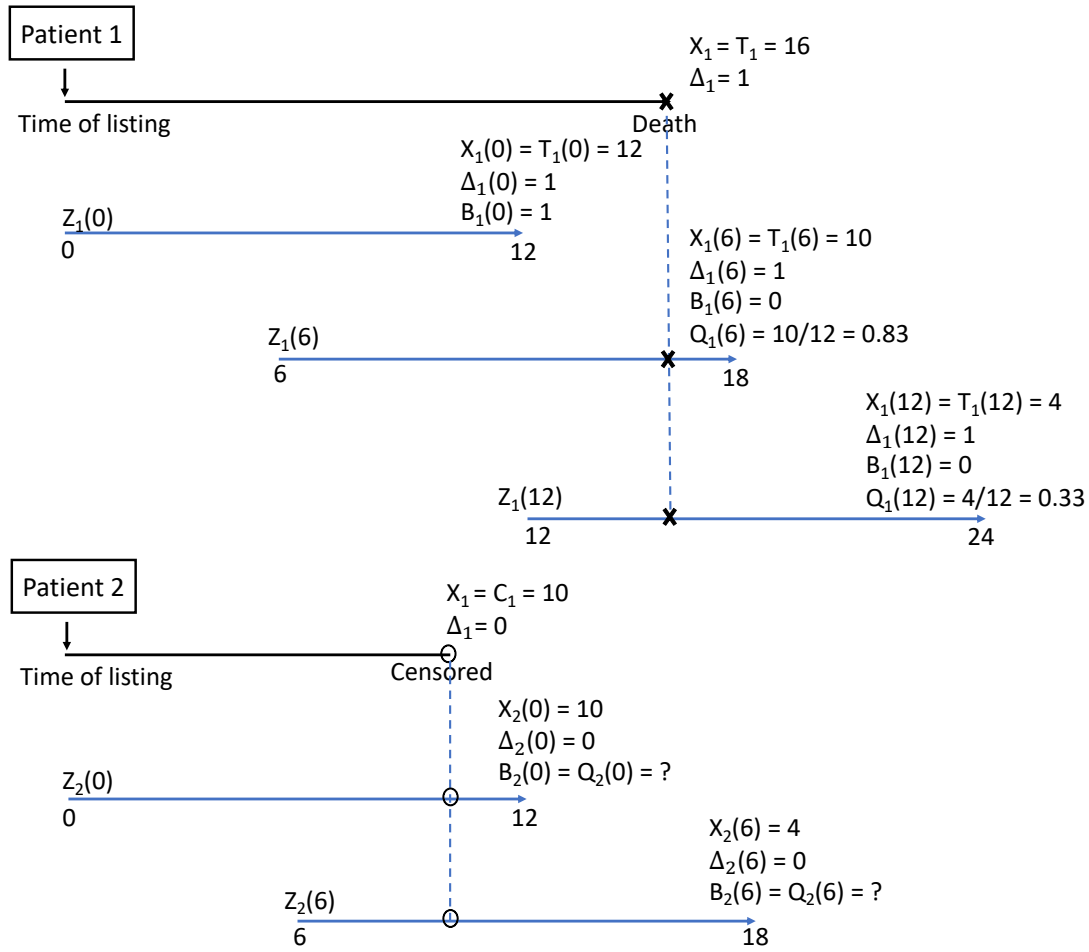 Patient 1
X₁ = T₁ = 16
Δ₁ = 1
Time of listing
Death
X₁(0) = T₁(0) = 12
Δ₁(0) = 1
B₁(0) = 1
Z₁(0)
0
12
X₁(6) = T₁(6) = 10
Δ₁(6) = 1
B₁(6) = 0
Q₁(6) = 10/12 = 0.83
Z₁(6)
6
18
X₁(12) = T₁(12) = 4
Δ₁(12) = 1
B₁(12) = 0
Q₁(12) = 4/12 = 0.33
Z₁(12)
12
24
Patient 2
X₁ = C₁ = 10
Δ₁ = 0
Time of listing
Censored
X₂(0) = 10
Δ₂(0) = 0
B₂(0) = Q₂(0) = ?
Z₂(0)
0
12
X₂(6) = 4
Δ₂(6) = 0
B₂(6) = Q₂(6) = ?
Z₂(6)
6
18